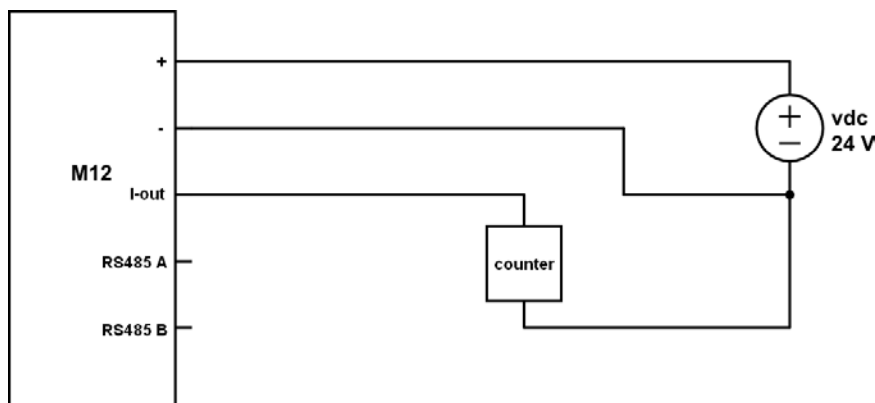 +
-
M12
I-out
RS485 A
RS485 B
counter
+
−
vdc
24 V